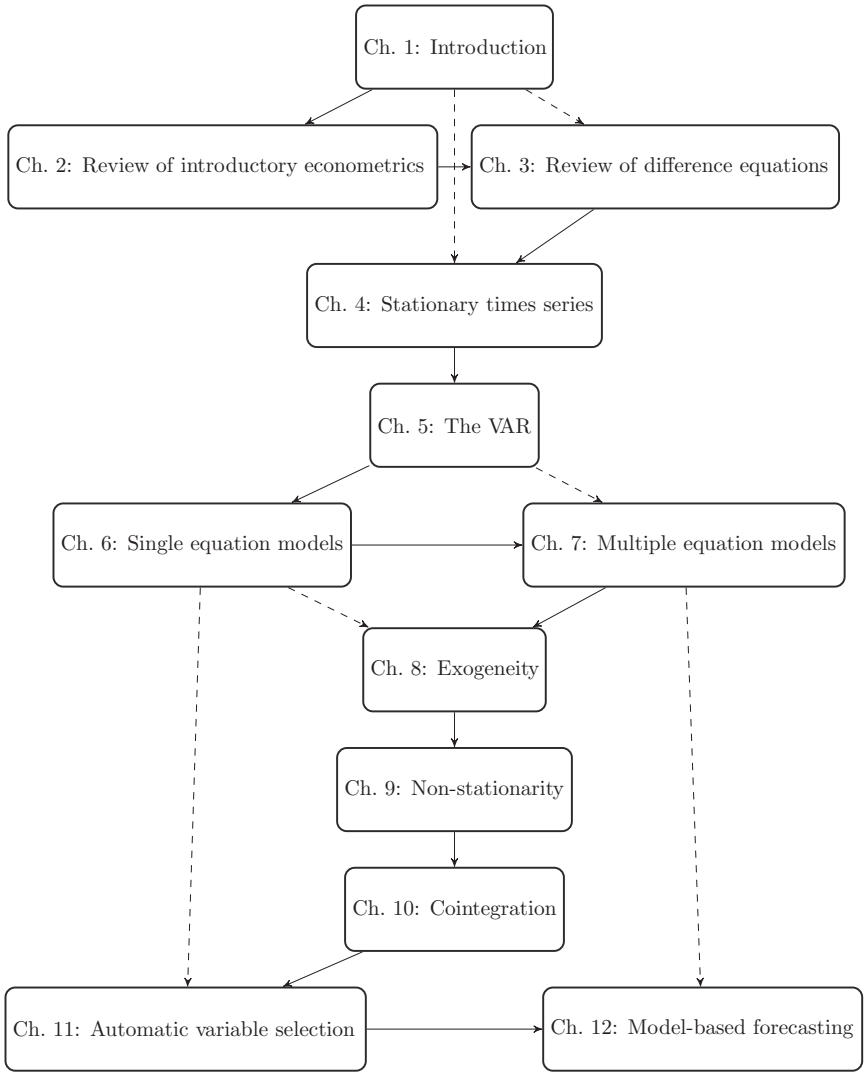 Ch. 1: Introduction
Ch. 2: Review of introductory econometrics
Ch. 3: Review of difference equations
Ch. 4: Stationary times series
Ch. 5: The VAR
Ch. 6: Single equation models
Ch. 7: Multiple equation models
Ch. 8: Exogeneity
Ch. 9: Non-stationarity
Ch. 10: Cointegration
Ch. 11: Automatic variable selection
Ch. 12: Model-based forecasting